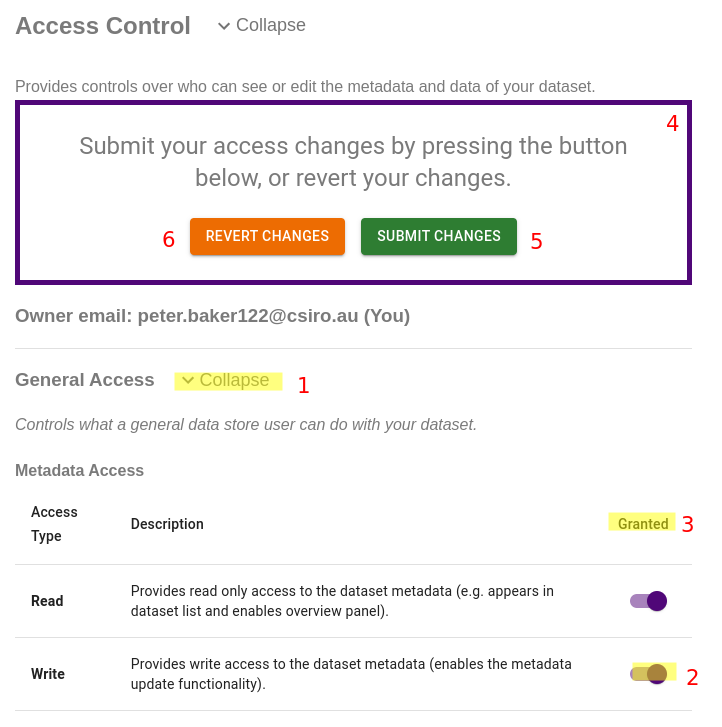 Access Control Collapse
Provides controls over who can see or edit the metadata and data of your dataset.
4
Submit your access changes by pressing the button
below, or revert your changes.
6 REVERT CHANGES SUBMIT CHANGES 5
Owner email: peter.baker122@csiro.au (You)
General Access Collapse 1
Controls what a general data store user can do with your dataset.
Metadata Access
Access
Type
Description
Granted 3
Read
Provides read only access to the dataset metadata (e.g. appears in
dataset list and enables overview panel).
Write
Provides write access to the dataset metadata (enables the metadata
update functionality).
2